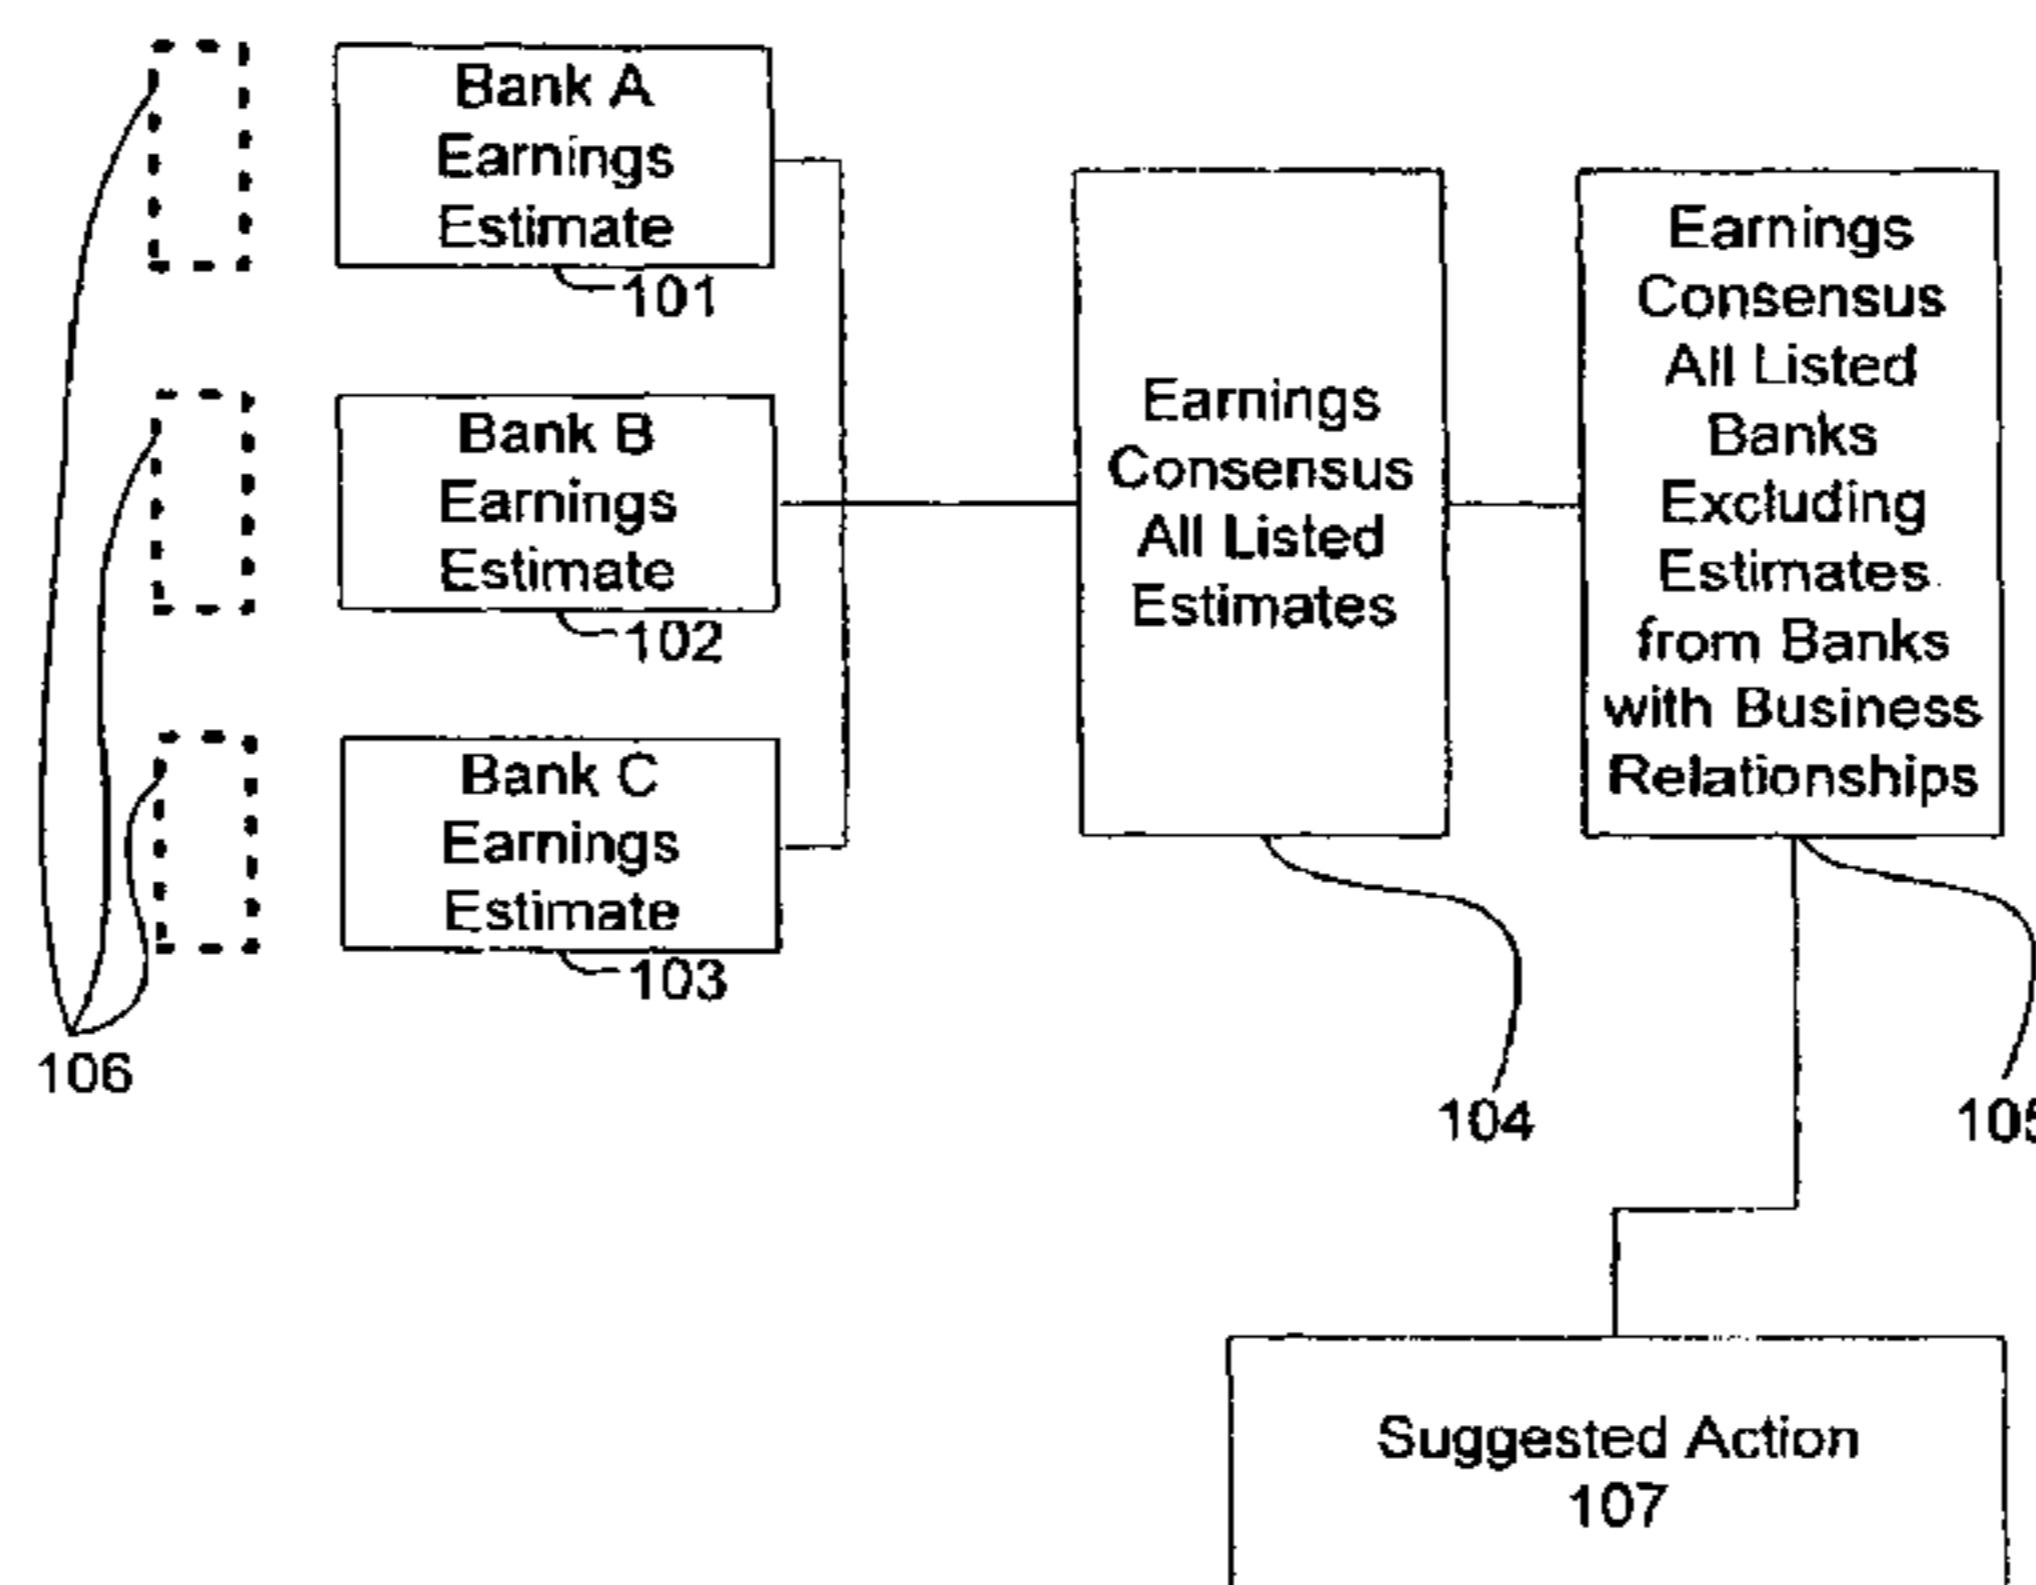 Bank A
Earnings
Estimate
101
Bank B
Earnings
Estimate
102
Bank C
Earnings
Estimate
103
106
Earnings
Consensus
All Listed
Estimates
104
Earnings
Consensus
All Listed
Banks
Excluding
Estimates
from Banks
with Business
Relationships
105
Suggested Action
107